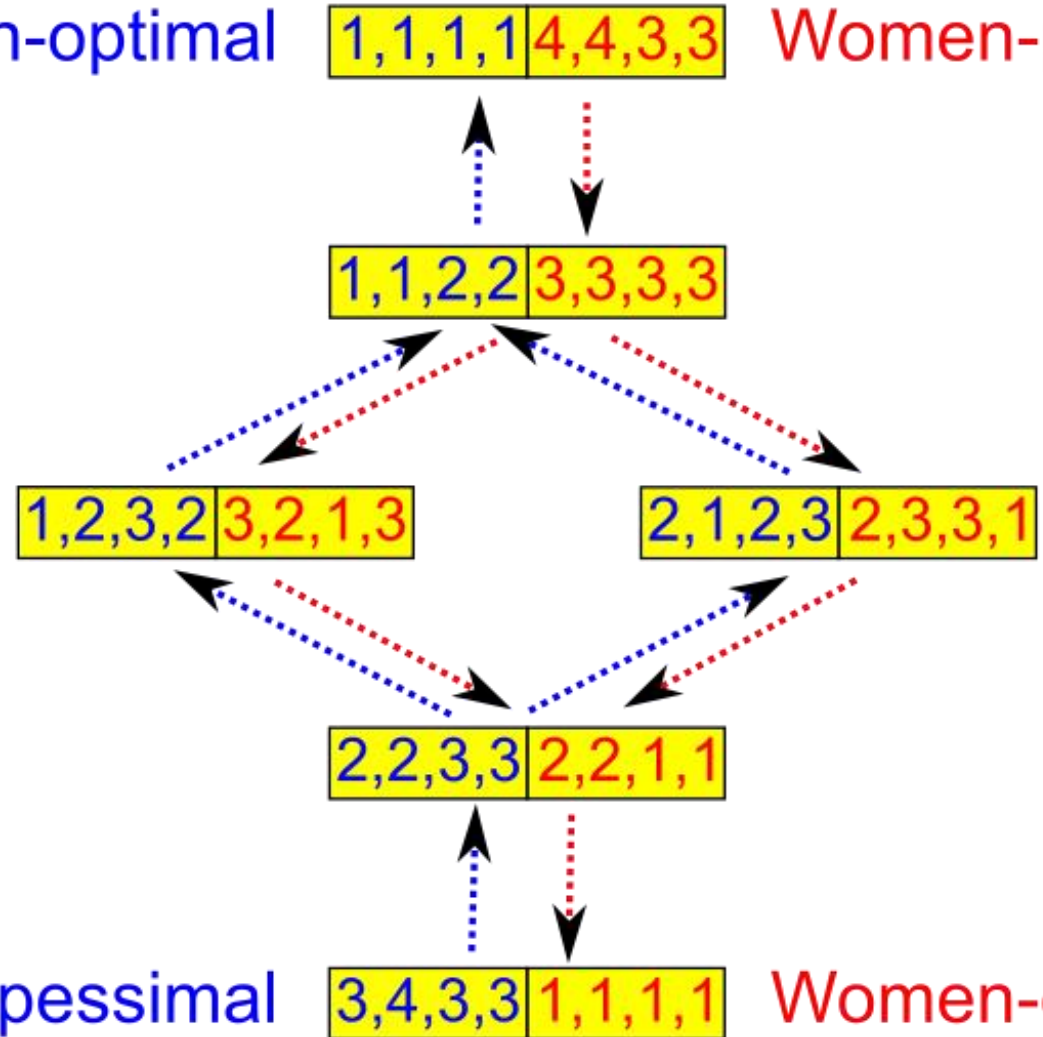 n-optimal 1,1,1,1 4,4,3,3 Women-
1,1,2,2 3,3,3,3
1,2,3,2 3,2,1,3 2,1,2,3 2,3,3,1
2,2,3,3 2,2,1,1
pessimal 3,4,3,3 1,1,1,1 Women-